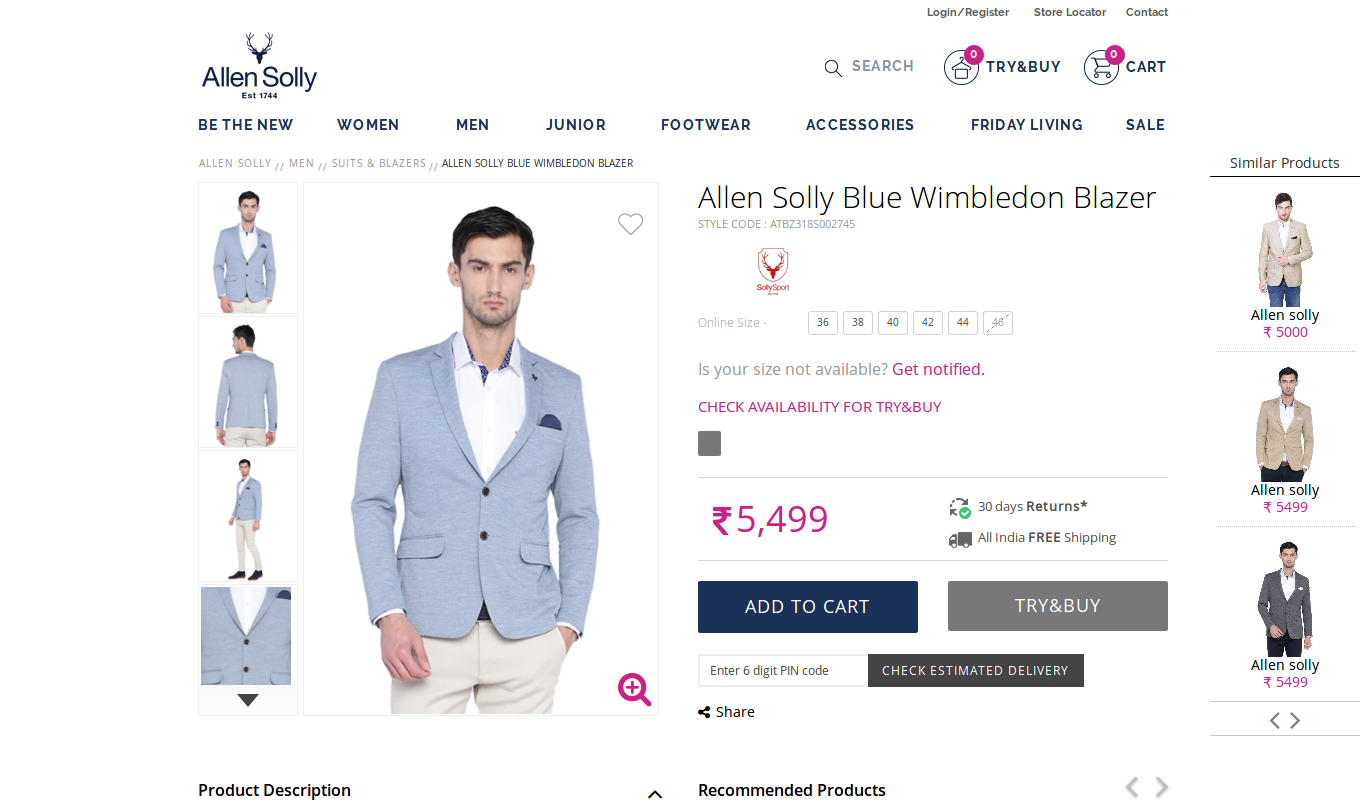 Login/Register Store Locator Contact
Allen Solly
Est 1744
SEARCH 0 TRY&BUY 0 CART
BE THE NEW WOMEN MEN JUNIOR FOOTWEAR ACCESSORIES FRIDAY LIVING SALE
ALLEN SOLLY // MEN // SUITS & BLAZERS // ALLEN SOLLY BLUE WIMBLEDON BLAZER
Allen Solly Blue Wimbledon Blazer
STYLE CODE : ATBZ318S002745
SollySport
Online Size - 36 38 40 42 44 46
Is your size not available? Get notified.
CHECK AVAILABILITY FOR TRY&BUY
₹5,499
30 days Returns*
All India FREE Shipping
ADD TO CART TRY&BUY
Enter 6 digit PIN code CHECK ESTIMATED DELIVERY
Share
Similar Products
Allen solly
₹ 5000
Allen solly
₹ 5499
Allen solly
₹ 5499
Product Description Recommended Products